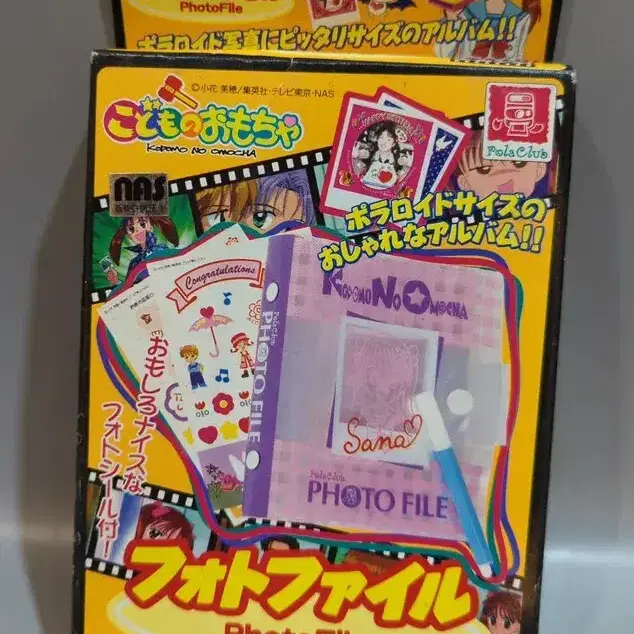 PhotoFile
ポラロイド写真にピッタリサイズのアルバム!!
©小花 美穂/集英社・テレビ東京・NAS
こどものおもちゃ
KODOMO NO OMOCHA
PolaClub
nas
ポラロイドサイズの
おしゃれなアルバム!!
Congratulations
KODOMO NO OMOCHA
PolaClub
PHOTO FILE
Sana
PolaClub
PHOTO FILE
おもしろナイスな
フォトシール付!
フォトファイル
Photo File